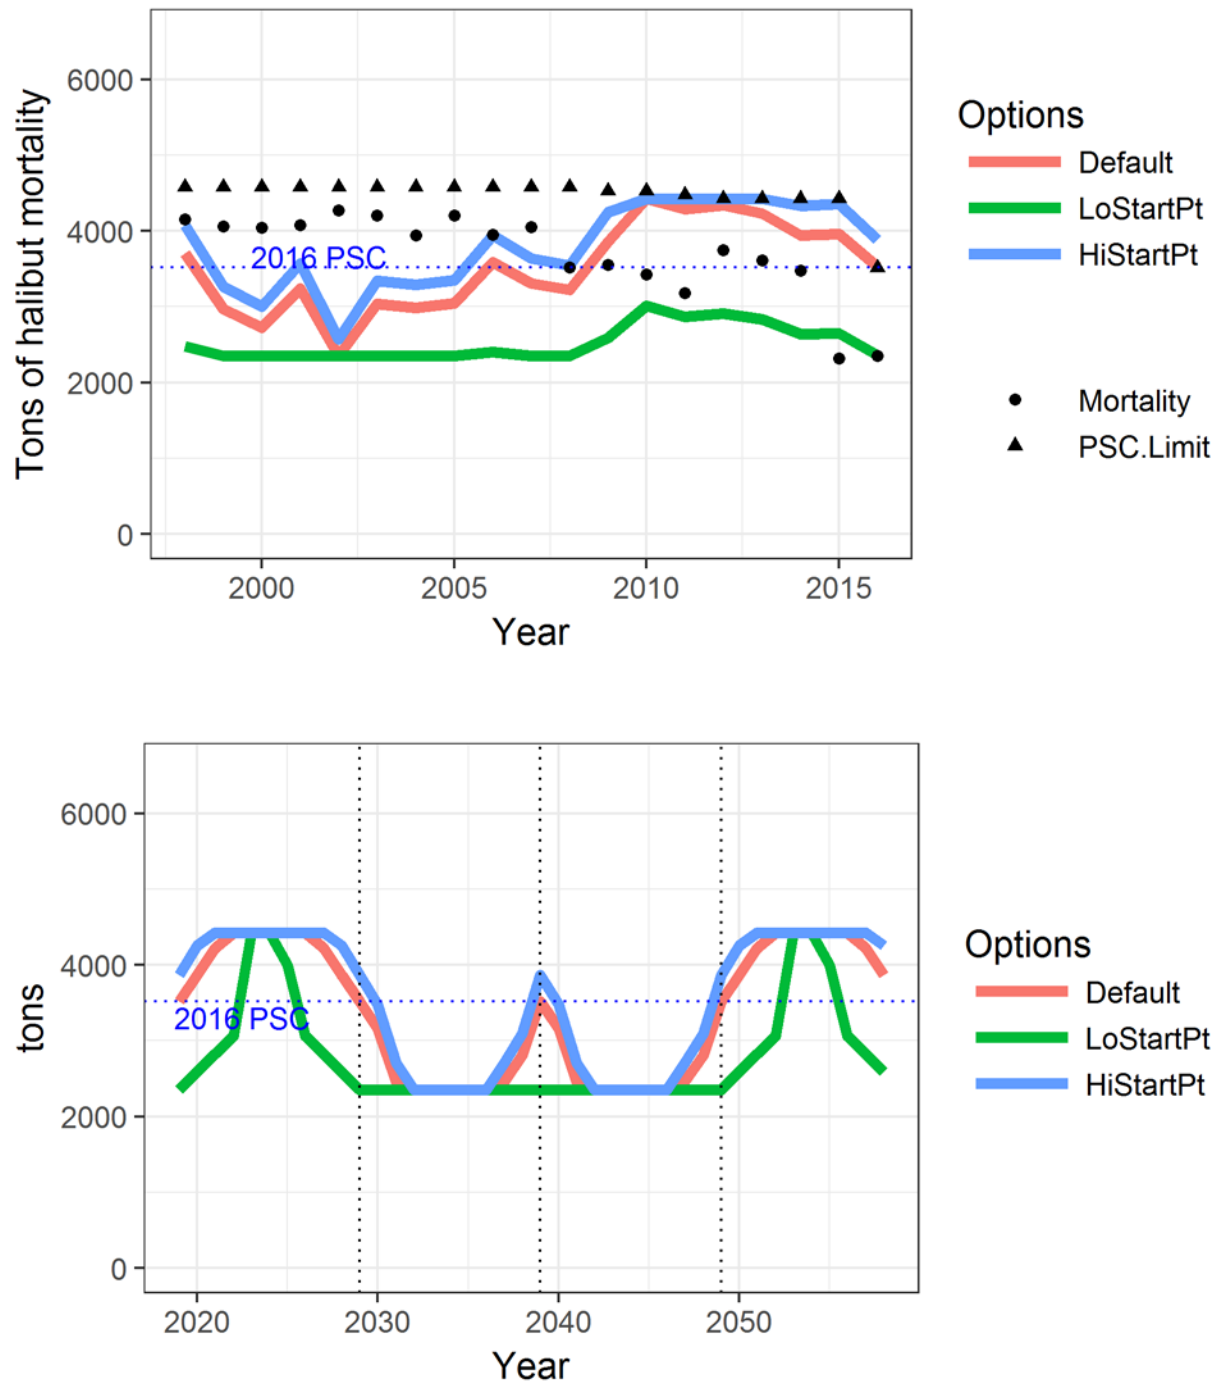 Tons of halibut mortality
6000
4000
2000
0
2016 PSC
2000
2005
2010
2015
Year
Options
Default
LoStartPt
HiStartPt
Mortality
PSC.Limit
tons
6000
4000
2000
0
2016 PSC
2020
2030
2040
2050
Year
Options
Default
LoStartPt
HiStartPt